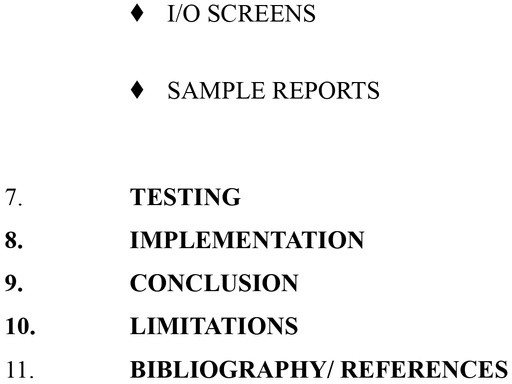 ♦ I/O SCREENS
♦ SAMPLE REPORTS
7. TESTING
8. IMPLEMENTATION
9. CONCLUSION
10. LIMITATIONS
11. BIBLIOGRAPHY/ REFERENCES